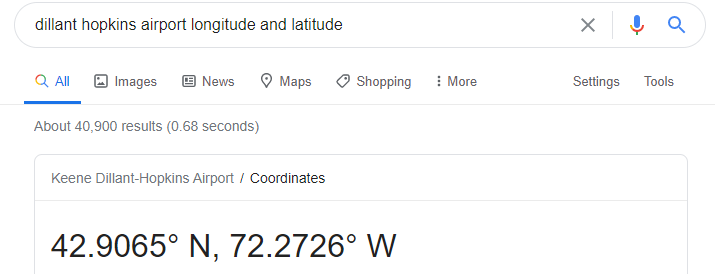 dillant hopkins airport longitude and latitude
All Images News Maps Shopping More Settings Tools
About 40,900 results (0.68 seconds)
Keene Dillant-Hopkins Airport / Coordinates
42.9065° N, 72.2726° W